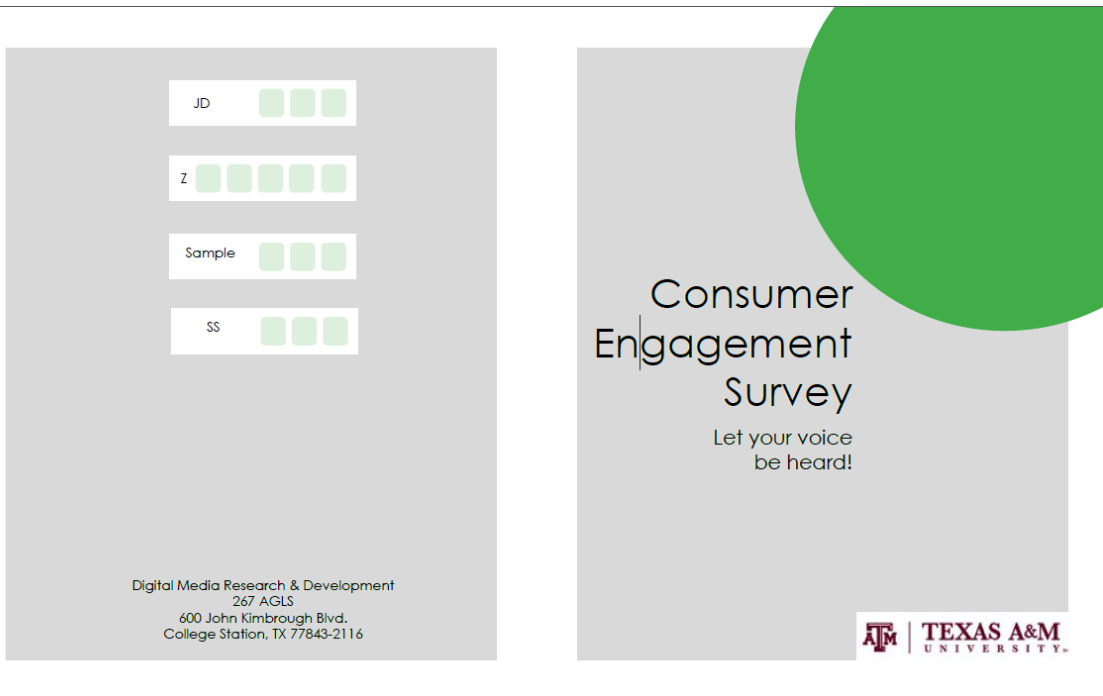 JD
Z
Sample
SS
Digital Media Research & Development
267 AGLS
600 John Kimbrough Blvd.
College Station, TX 77843-2116
Consumer
Engagement
Survey
Let your voice
be heard!
ATM | TEXAS A&M
UNIVERSITY